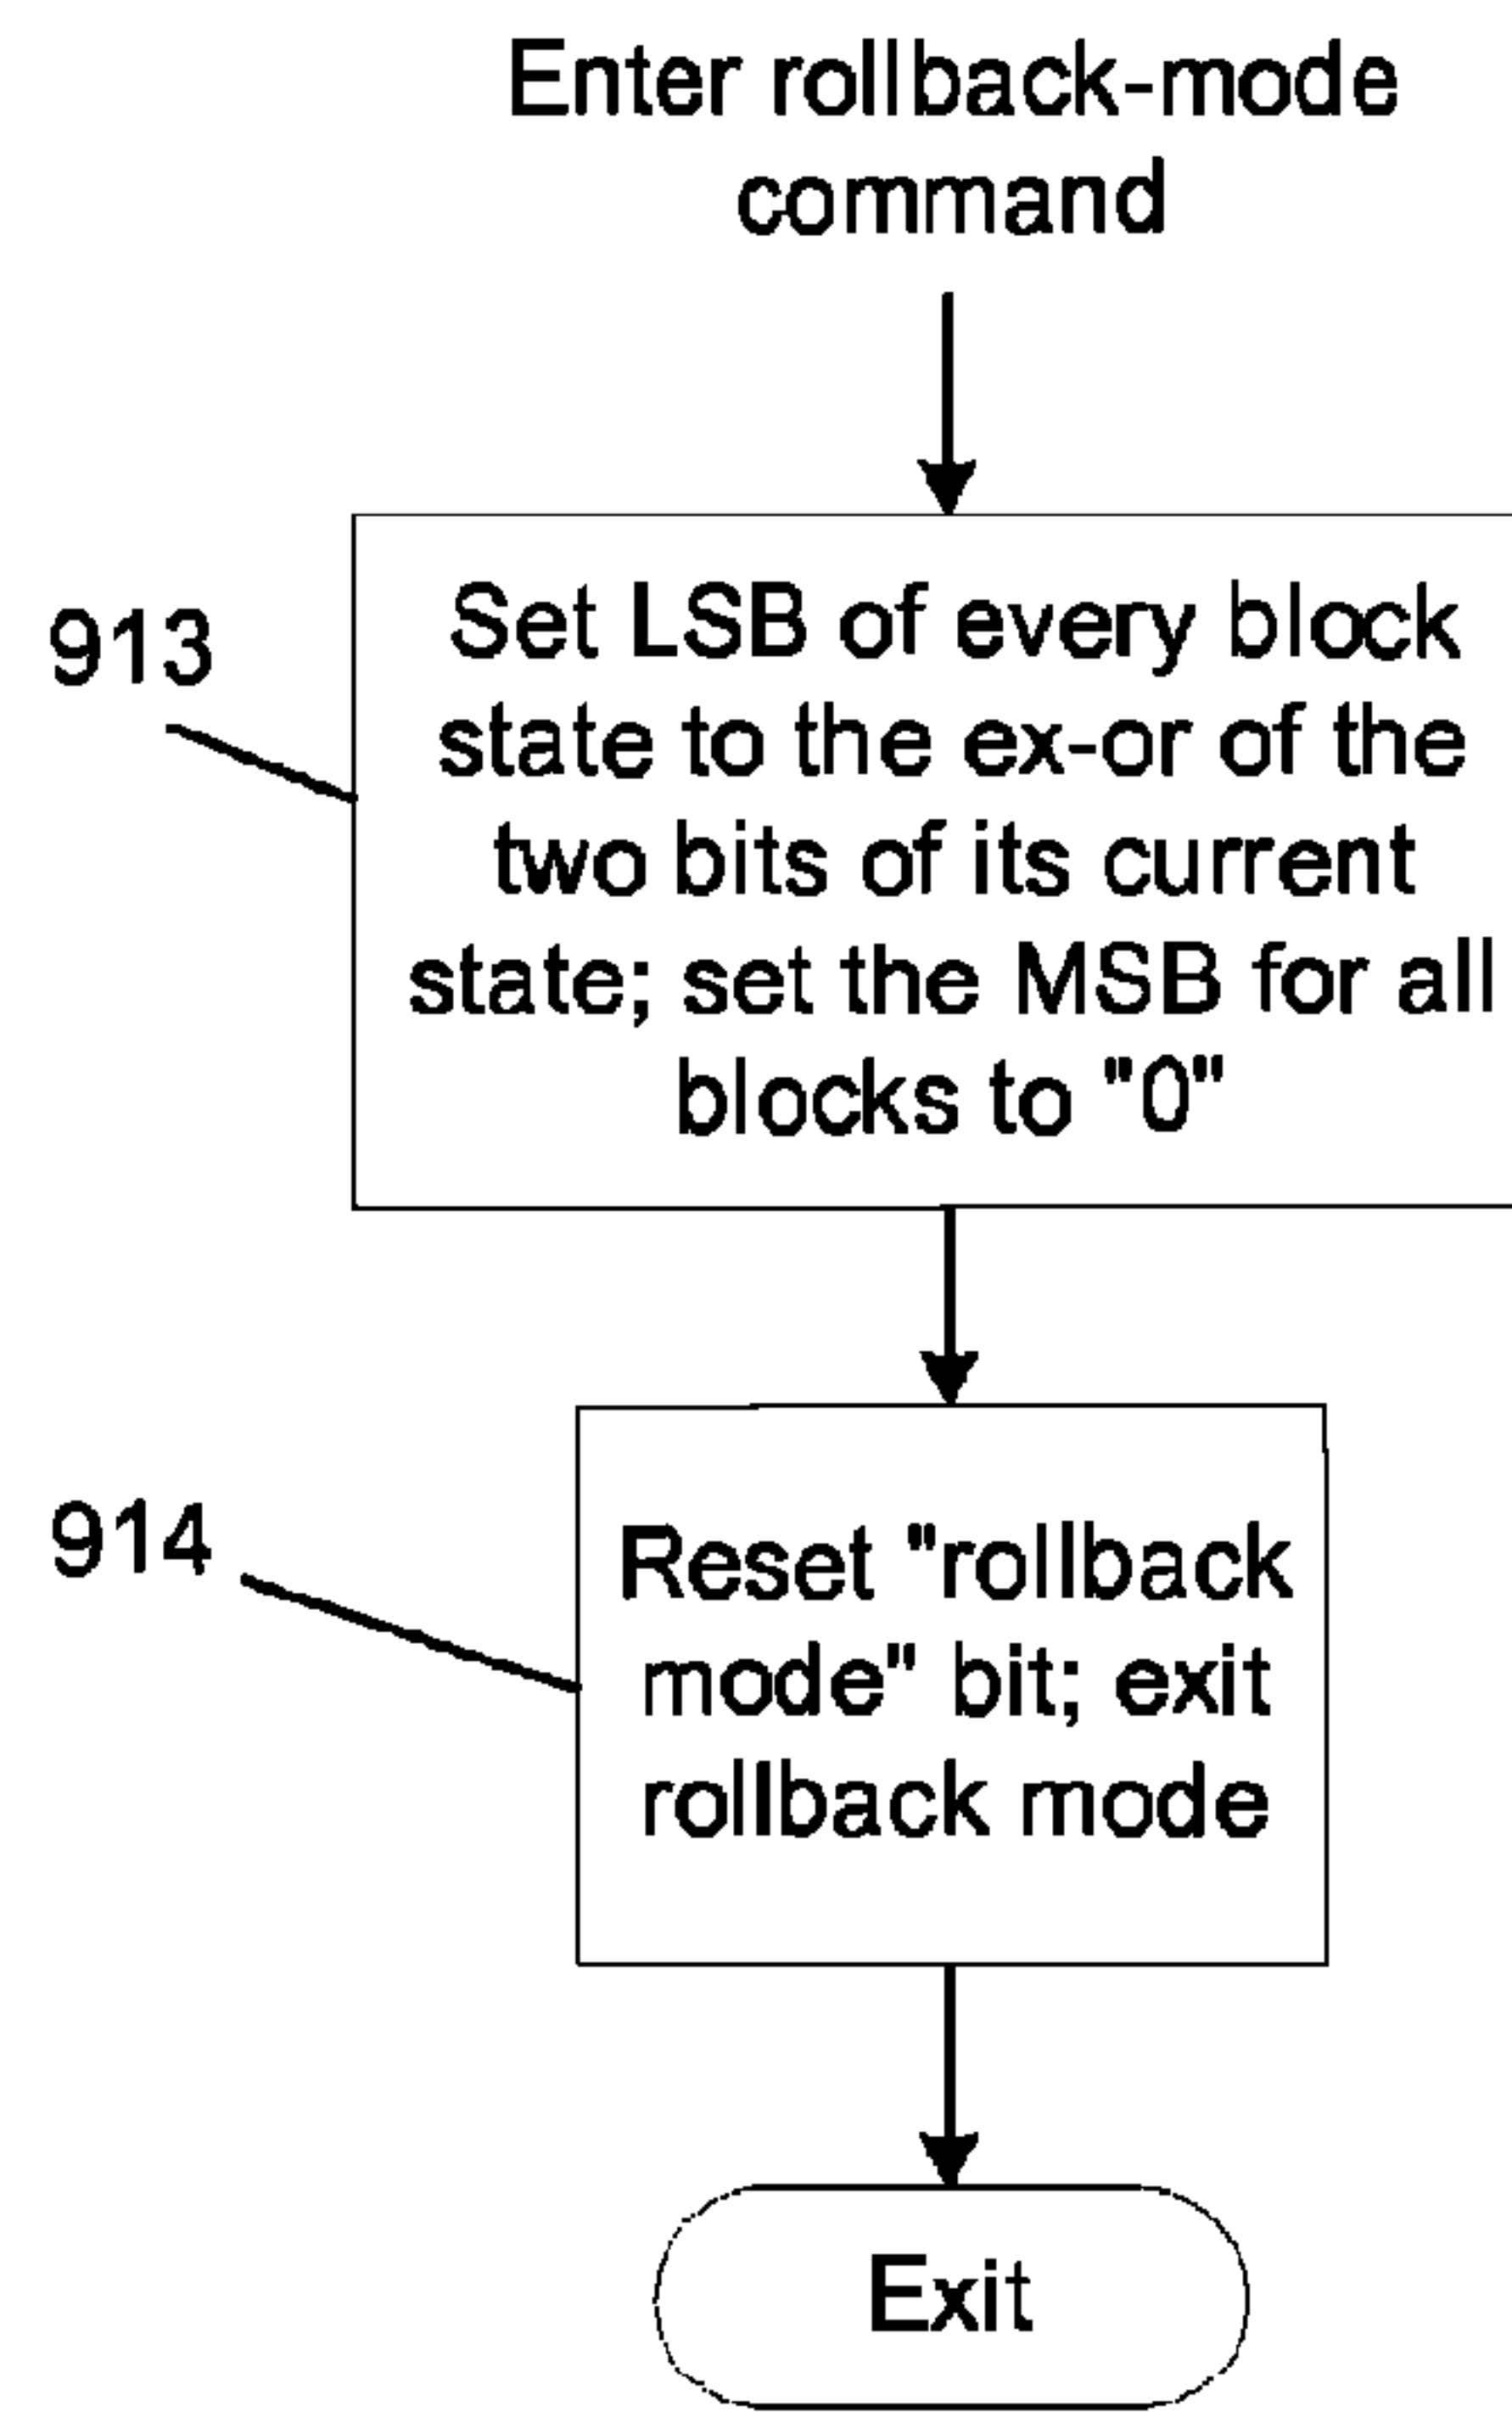 Enter rollback-mode
command
913
Set LSB of every block
state to the ex-or of the
two bits of its current
state; set the MSB for all
blocks to "0"
914
Reset "rollback
mode" bit; exit
rollback mode
Exit